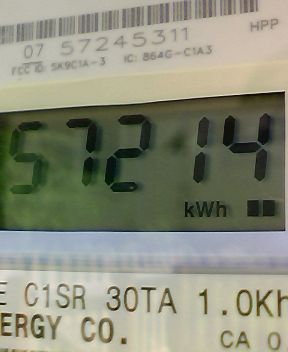 07 57245311
HPP
FCC ID: SK9C1A-3 IC: 864G-C1A3
57214
kWh
E C1SR 30TA 1.0Kh
ERGY CO.
CA 0